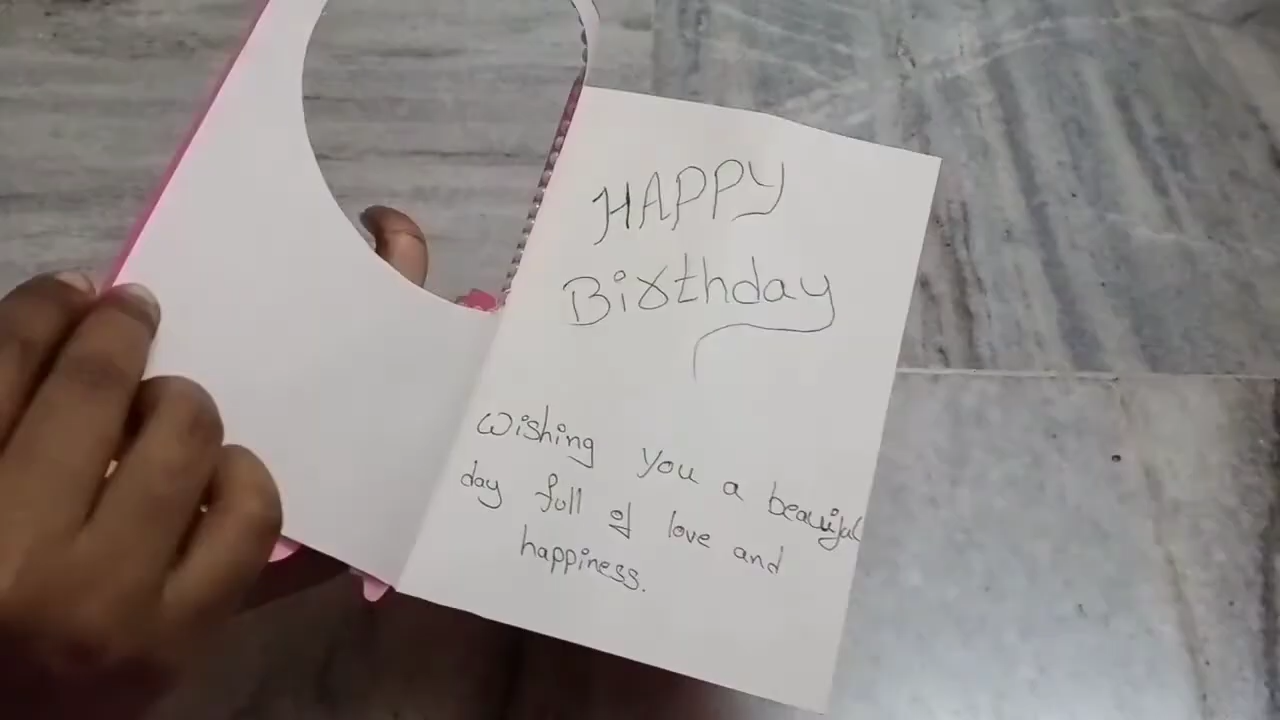 HAPPY
Birthday
Wishing you a beautiful
day full of love and
happiness.